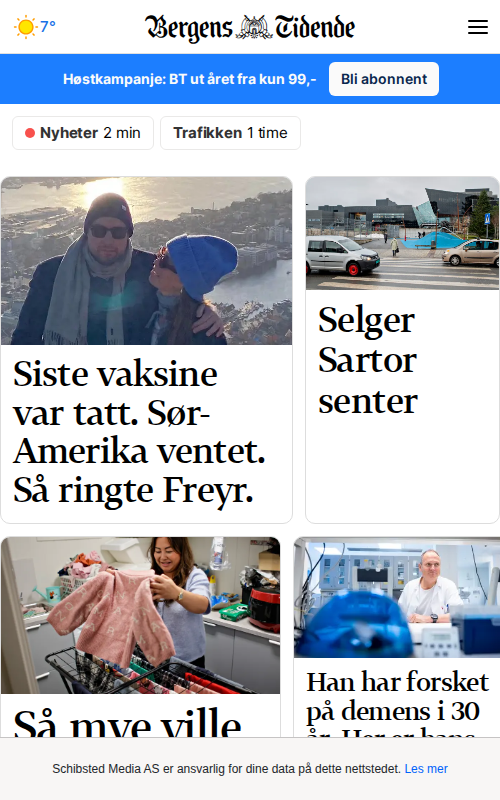 7°
Bergens Tidende
Høstkampanje: BT ut året fra kun 99,-
Bli abonnent
Nyheter 2 min
Trafikken 1 time
Siste vaksine
var tatt. Sør-
Amerika ventet.
Så ringte Freyr.
Selger
Sartor
senter
Så mye ville
Han har forsket
på demens i 30
Schibsted Media AS er ansvarlig for dine data på dette nettstedet. Les mer